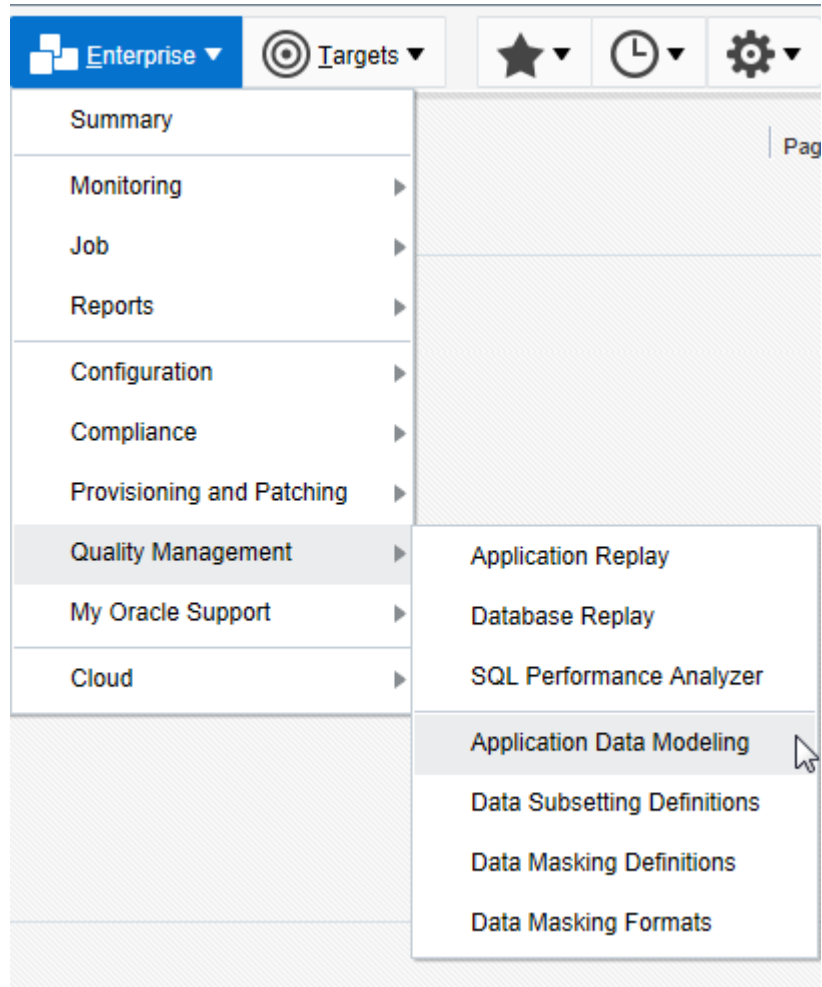 Enterprise Targets
Pag
Summary
Monitoring
Job
Reports
Configuration
Compliance
Provisioning and Patching
Quality Management
My Oracle Support
Cloud
Application Replay
Database Replay
SQL Performance Analyzer
Application Data Modeling
Data Subsetting Definitions
Data Masking Definitions
Data Masking Formats